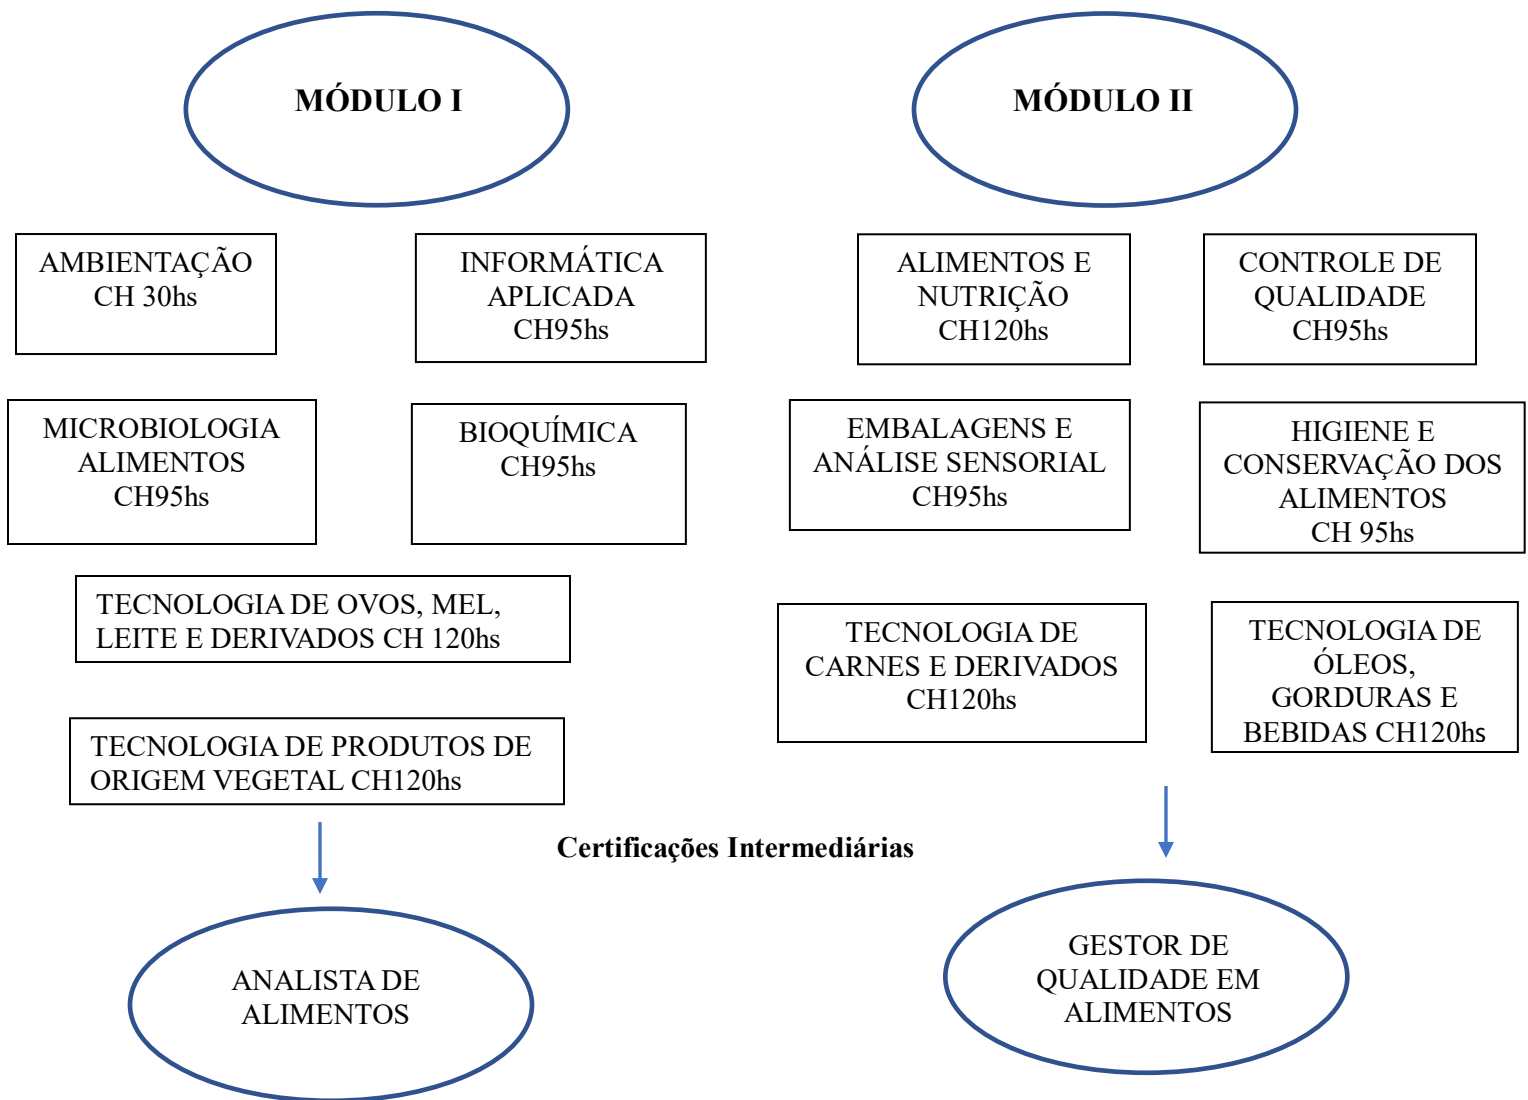 MÓDULO I
MÓDULO II
AMBIENTAÇÃO
CH 30hs
INFORMÁTICA
APLICADA
CH95hs
ALIMENTOS E
NUTRIÇÃO
CH120hs
CONTROLE DE
QUALIDADE
CH95hs
MICROBIOLOGIA
ALIMENTOS
CH95hs
BIOQUÍMICA
CH95hs
EMBALAGENS E
ANÁLISE SENSORIAL
CH95hs
HIGIENE E
CONSERVAÇÃO DOS
ALIMENTOS
CH 95hs
TECNOLOGIA DE OVOS, MEL,
LEITE E DERIVADOS CH 120hs
TECNOLOGIA DE
CARNES E DERIVADOS
CH120hs
TECNOLOGIA DE
ÓLEOS,
GORDURAS E
BEBIDAS CH120hs
TECNOLOGIA DE PRODUTOS DE
ORIGEM VEGETAL CH120hs
Certificações Intermediárias
ANALISTA DE
ALIMENTOS
GESTOR DE
QUALIDADE EM
ALIMENTOS